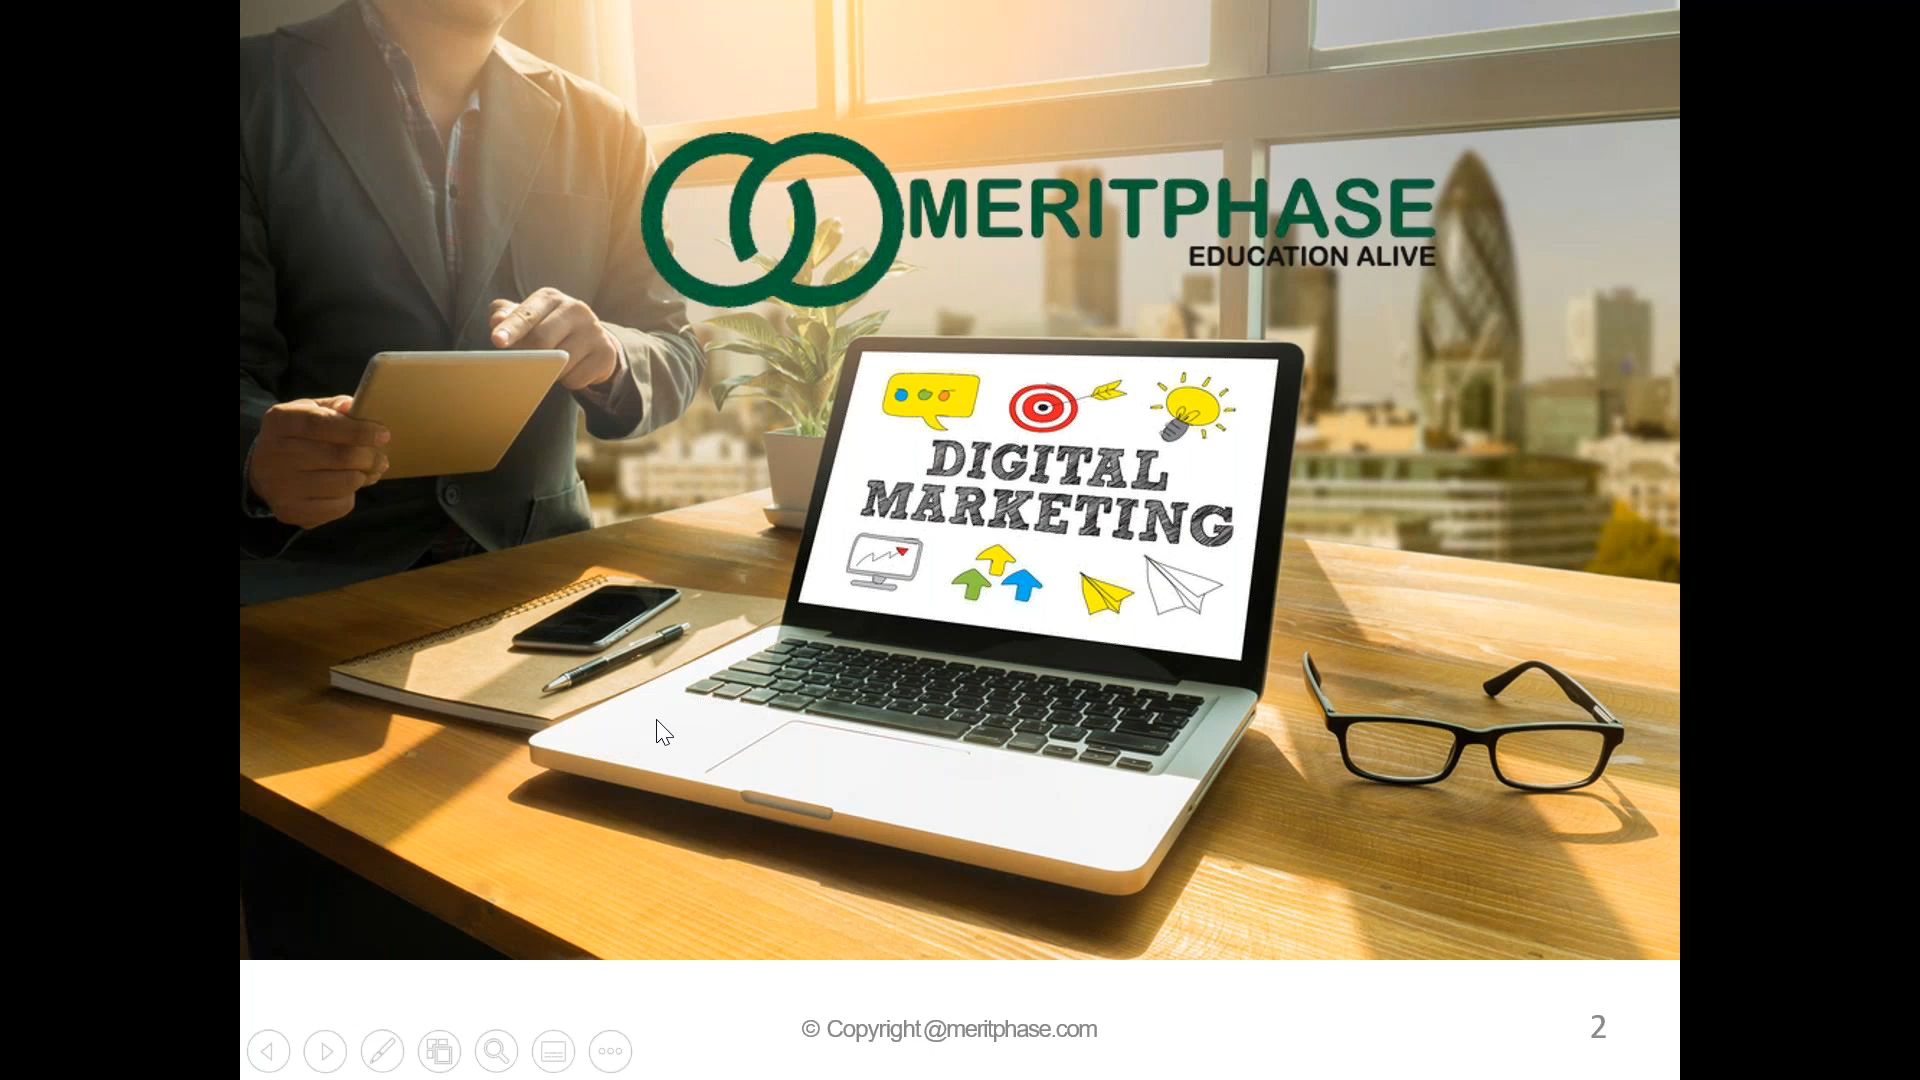 MERITPHASE
EDUCATION ALIVE
DIGITAL
MARKETING
© Copyright @meritphase.com
2